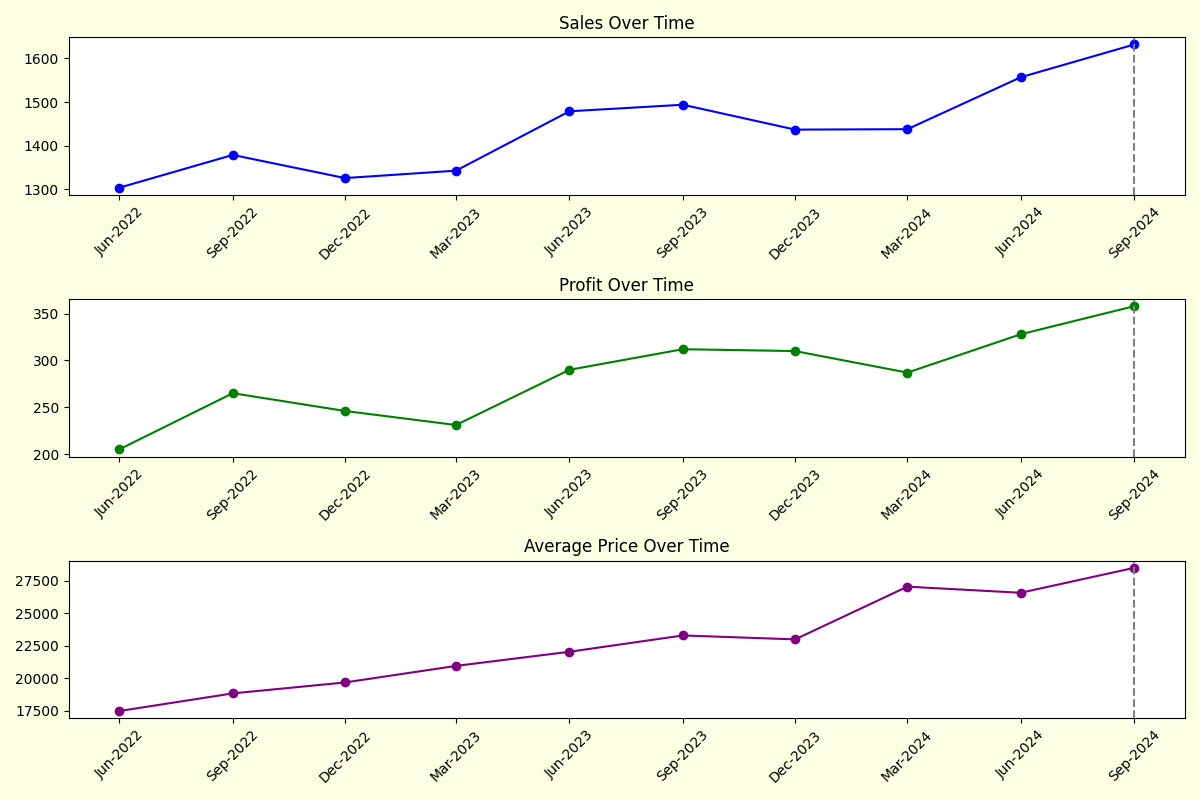 Sales Over Time
1600
1500
1400
1300
Jun-2022 Sep-2022 Dec-2022 Mar-2023 Jun-2023 Sep-2023 Dec-2023 Mar-2024 Jun-2024 Sep-2024
Profit Over Time
350
300
250
200
Jun-2022 Sep-2022 Dec-2022 Mar-2023 Jun-2023 Sep-2023 Dec-2023 Mar-2024 Jun-2024 Sep-2024
Average Price Over Time
27500
25000
22500
20000
17500
Jun-2022 Sep-2022 Dec-2022 Mar-2023 Jun-2023 Sep-2023 Dec-2023 Mar-2024 Jun-2024 Sep-2024